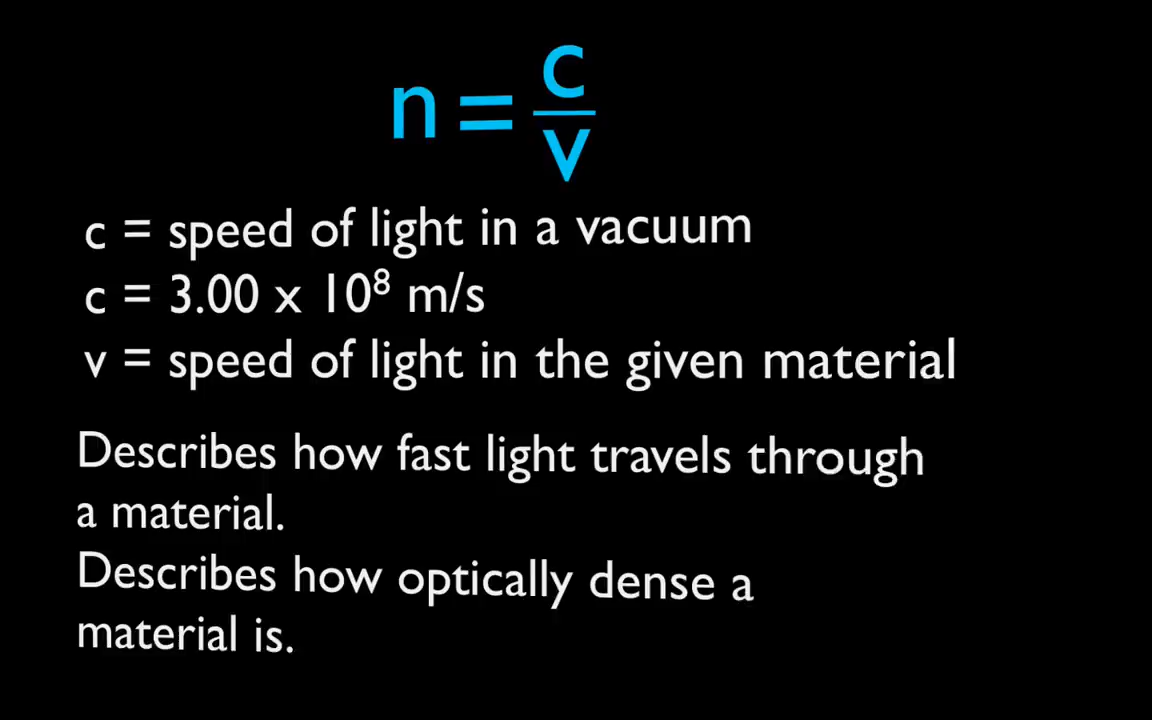 n = c/v
c = speed of light in a vacuum
c = 3.00 x 10⁸ m/s
v = speed of light in the given material
Describes how fast light travels through
a material.
Describes how optically dense a
material is.